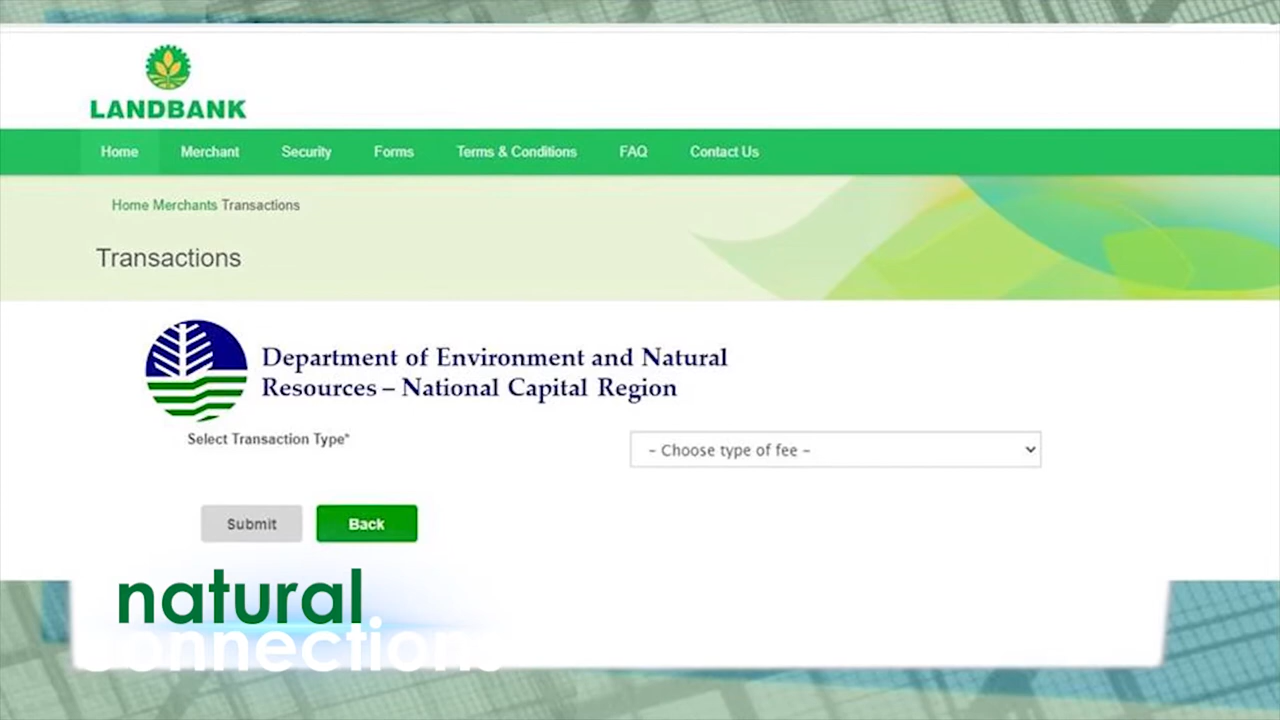 LANDBANK
Home Merchant Security Forms Terms & Conditions FAQ Contact Us
Home Merchants Transactions
Transactions
Department of Environment and Natural
Resources – National Capital Region
Select Transaction Type*
– Choose type of fee –
Submit Back
natural
connections